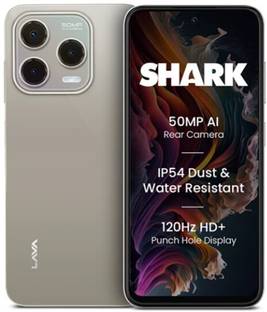 50MP
LAVA
SHARK
50MP AI
Rear Camera
IP54 Dust &
Water Resistant
120Hz HD+
Punch Hole Display